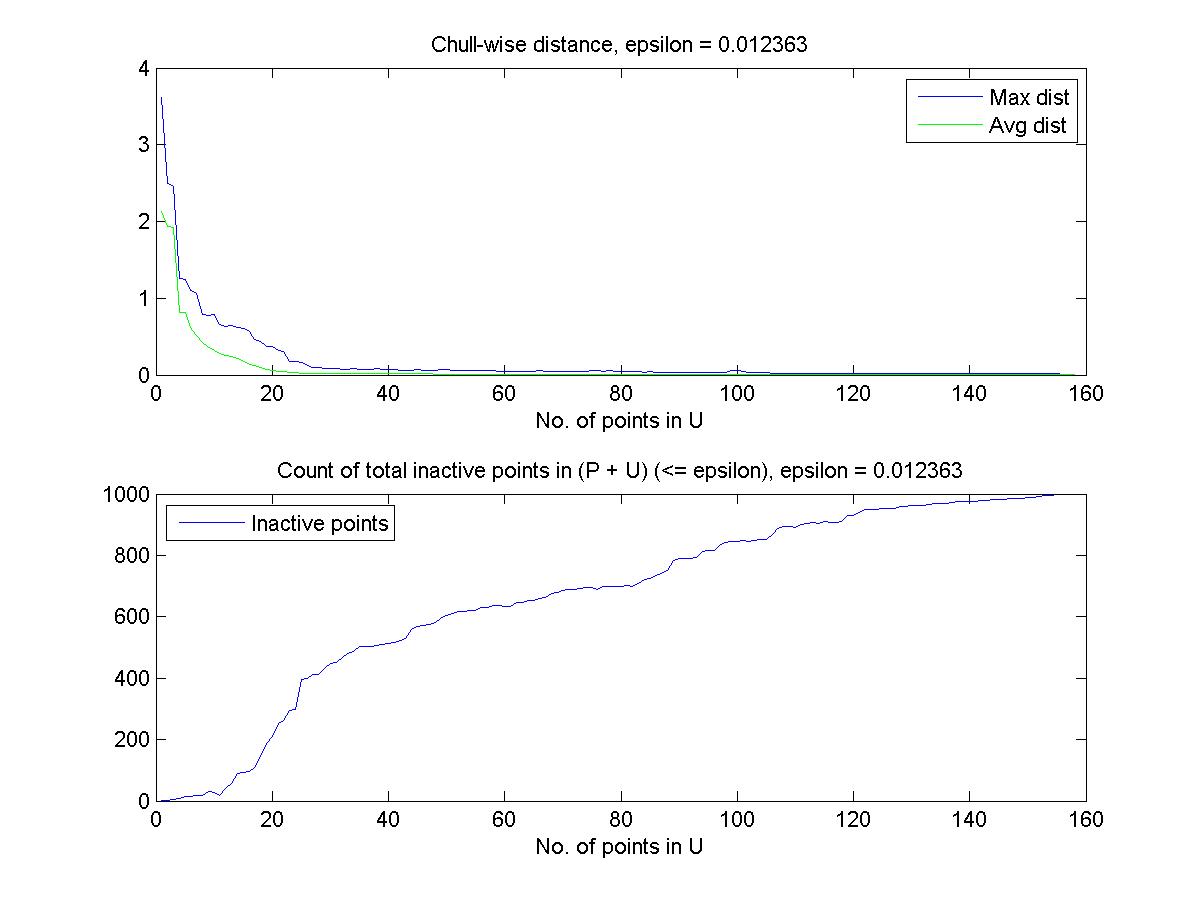 Chull-wise distance, epsilon = 0.012363
4
3
2
1
0
Max dist
Avg dist
0 20 40 60 80 100 120 140 160
No. of points in U
Count of total inactive points in (P + U) (<= epsilon), epsilon = 0.012363
1000
800
600
400
200
0
Inactive points
0 20 40 60 80 100 120 140 160
No. of points in U